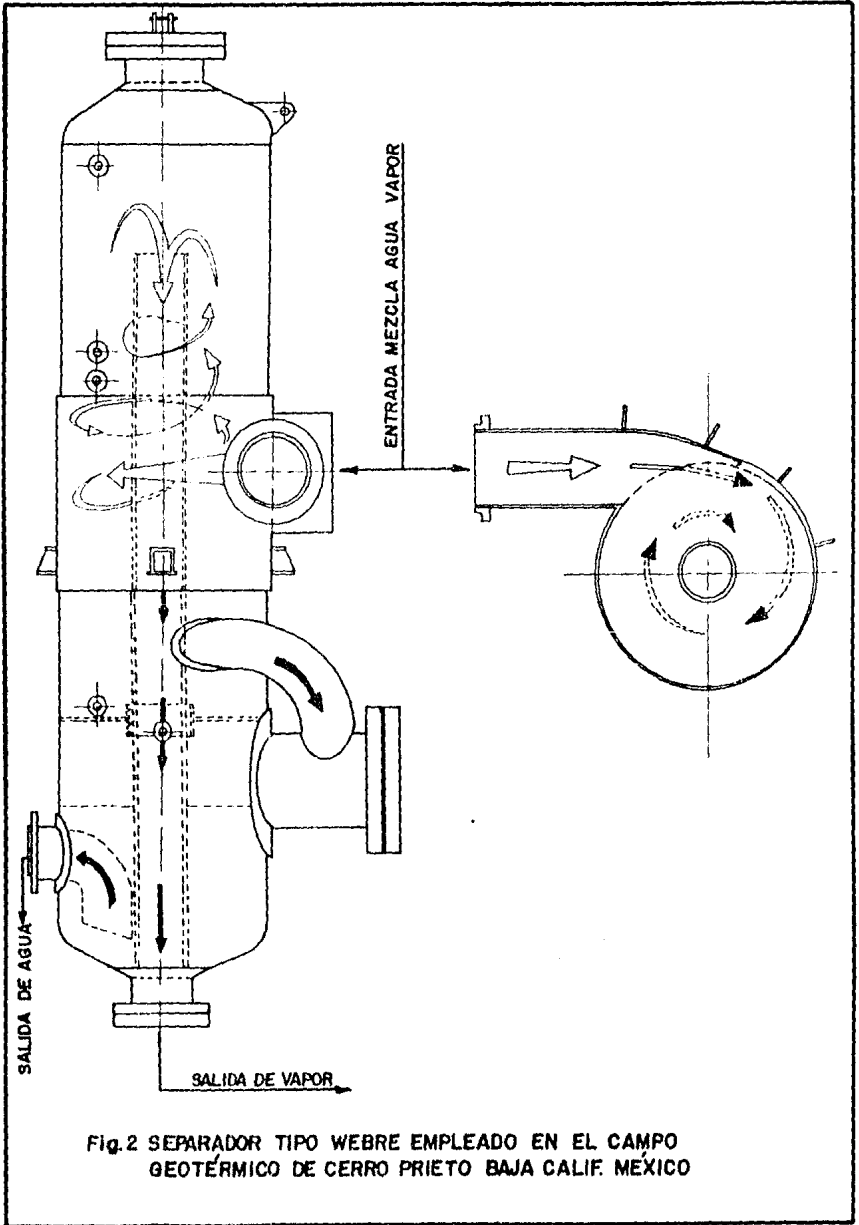 ENTRADA MEZCLA AGUA VAPOR
SALIDA DE AGUA
SALIDA DE VAPOR
Fig. 2 SEPARADOR TIPO WEBRE EMPLEADO EN EL CAMPO
GEOTÉRMICO DE CERRO PRIETO BAJA CALIF. MÉXICO